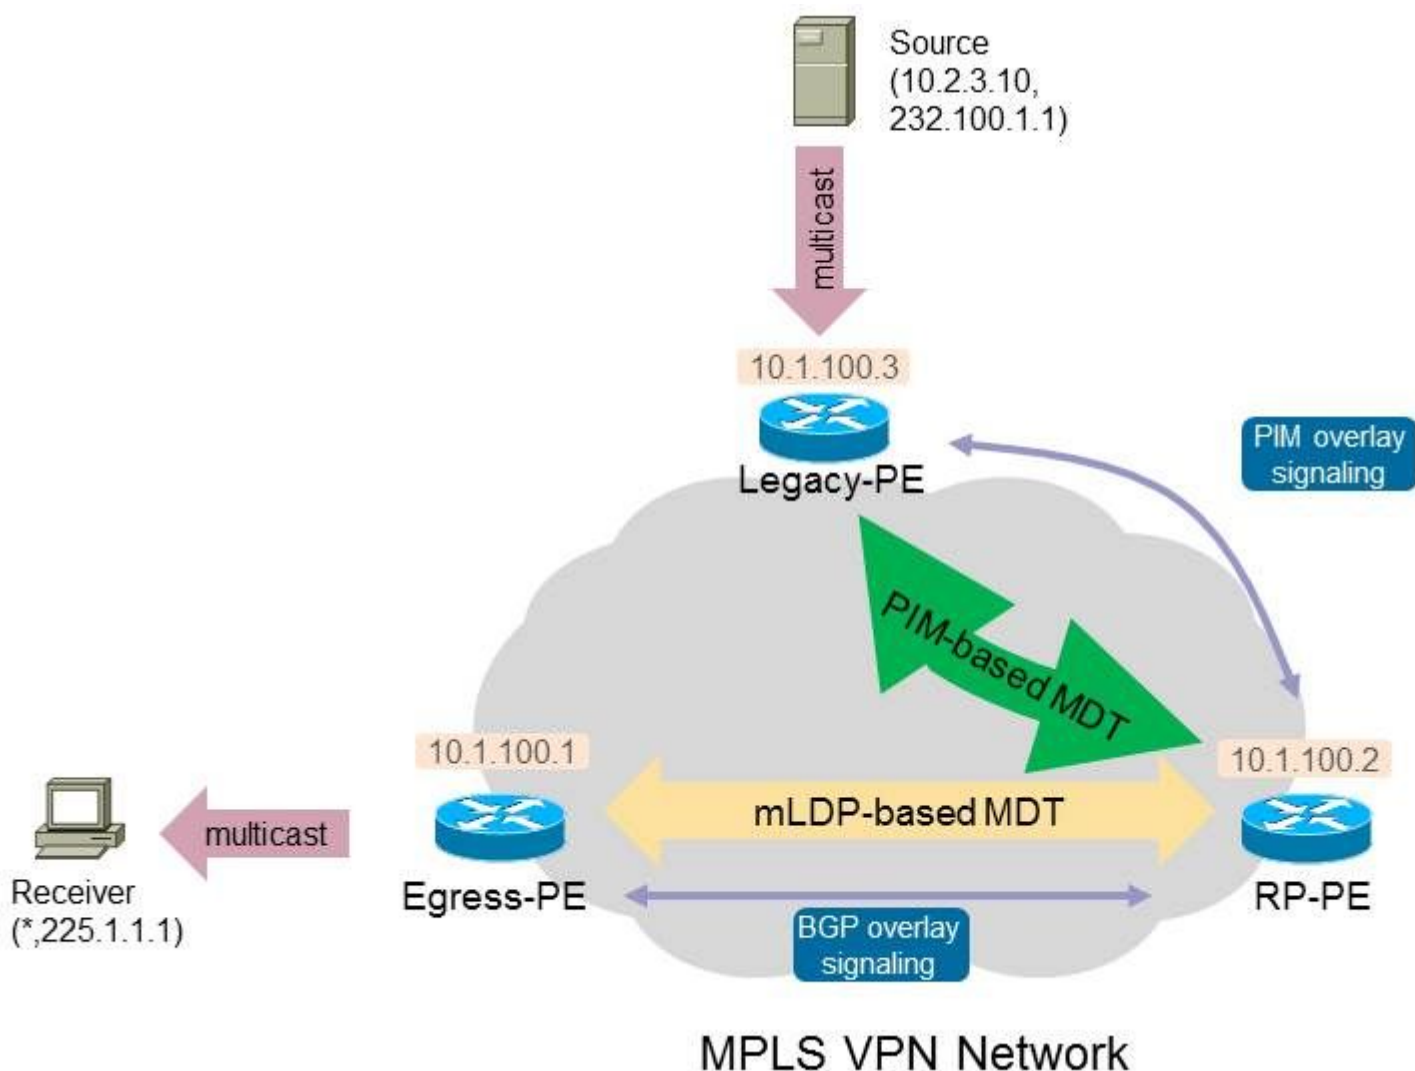 Source
(10.2.3.10,
232.100.1.1)
multicast
10.1.100.3
Legacy-PE
PIM overlay
signaling
PIM-based MDT
10.1.100.1
10.1.100.2
mLDP-based MDT
multicast
Receiver
(*,225.1.1.1)
Egress-PE
RP-PE
BGP overlay
signaling
MPLS VPN Network